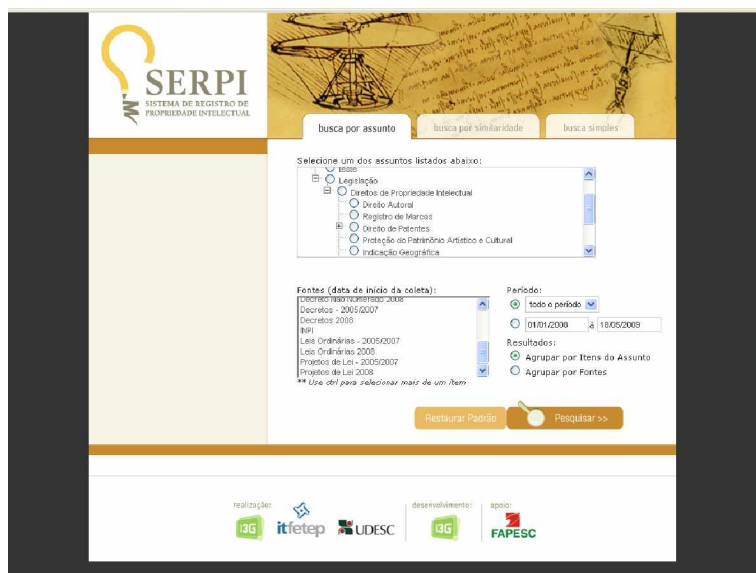 SERPI
SISTEMA DE REGISTRO DE
PROPRIEDADE INTELECTUAL
busca por assunto
busca por similaridade
busca simples
Selecione um dos assuntos listados abaixo:
Teste
Legislação
Direitos de Propriedade Intelectual
Direito Autoral
Registro de Marcas
Direito de Patentes
Proteção do Patrimônio Artístico e Cultural
Indicação Geográfica
Fontes (data de início da coleta):
Decreto Não Numerado 2008
Decretos - 2005/2007
Decretos 2008
INPI
Leis Ordinárias - 2005/2007
Leis Ordinárias 2008
Projetos de Lei - 2005/2007
Projetos de Lei 2008
** Use ctrl para selecionar mais de um ítem
Período:
todo o período
01/01/2008 á 18/05/2009
Resultados:
Agrupar por Itens do Assunto
Agrupar por Fontes
Restaurar Padrão
Pesquisar >>
realização:
i3G
itfetep
UDESC
desenvolvimento:
i3G
apoio:
FAPESC